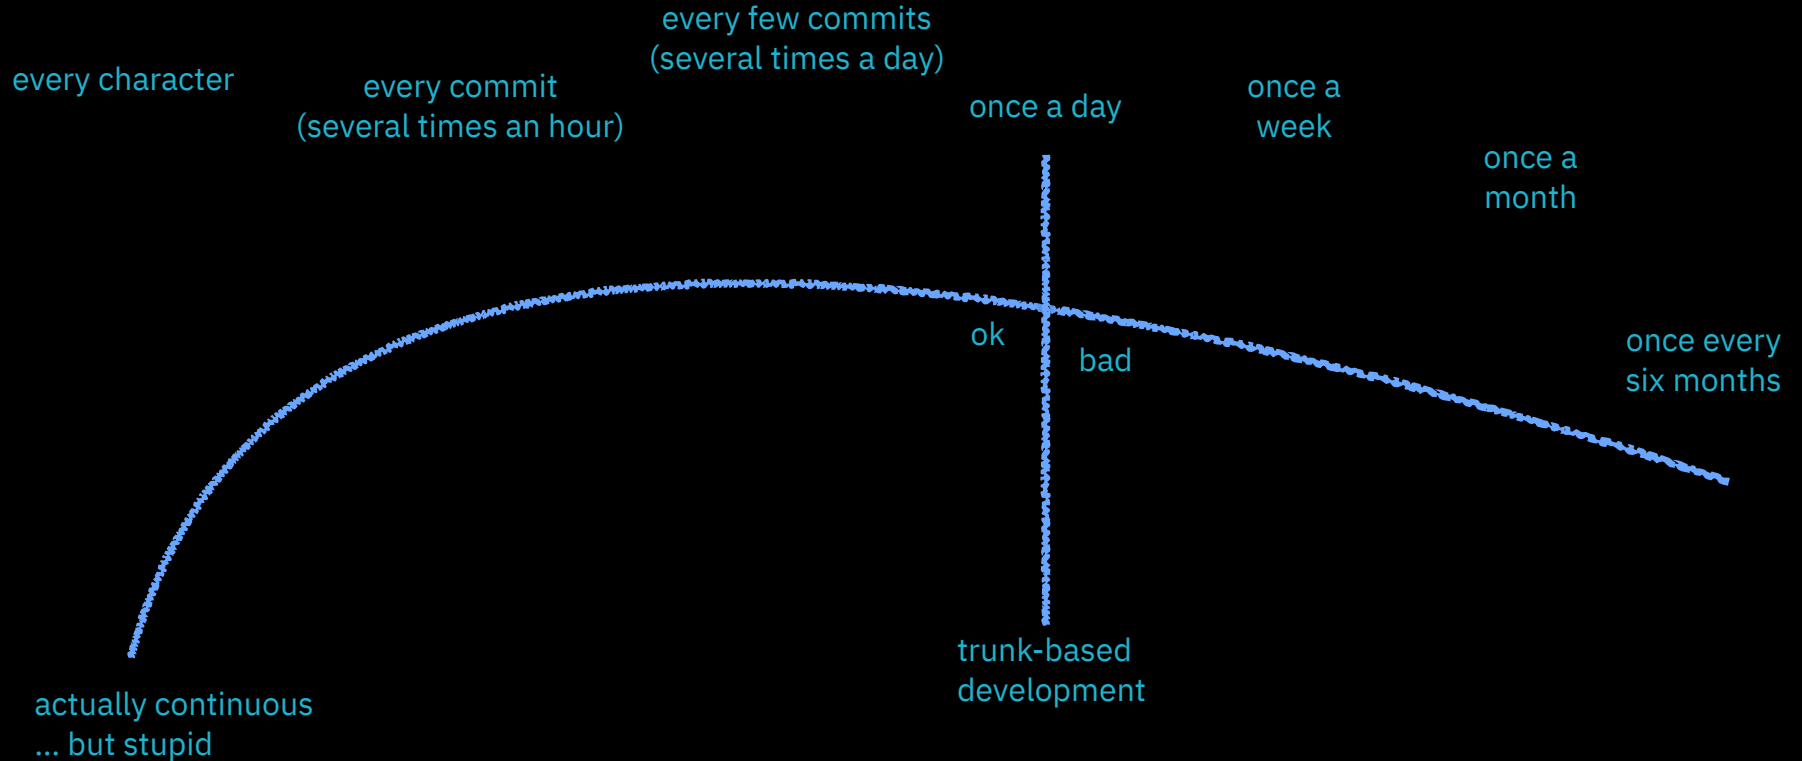 every few commits
(several times a day)
every character
every commit
(several times an hour)
once a day
once a
week
once a
month
ok
bad
once every
six months
trunk-based
development
actually continuous
... but stupid